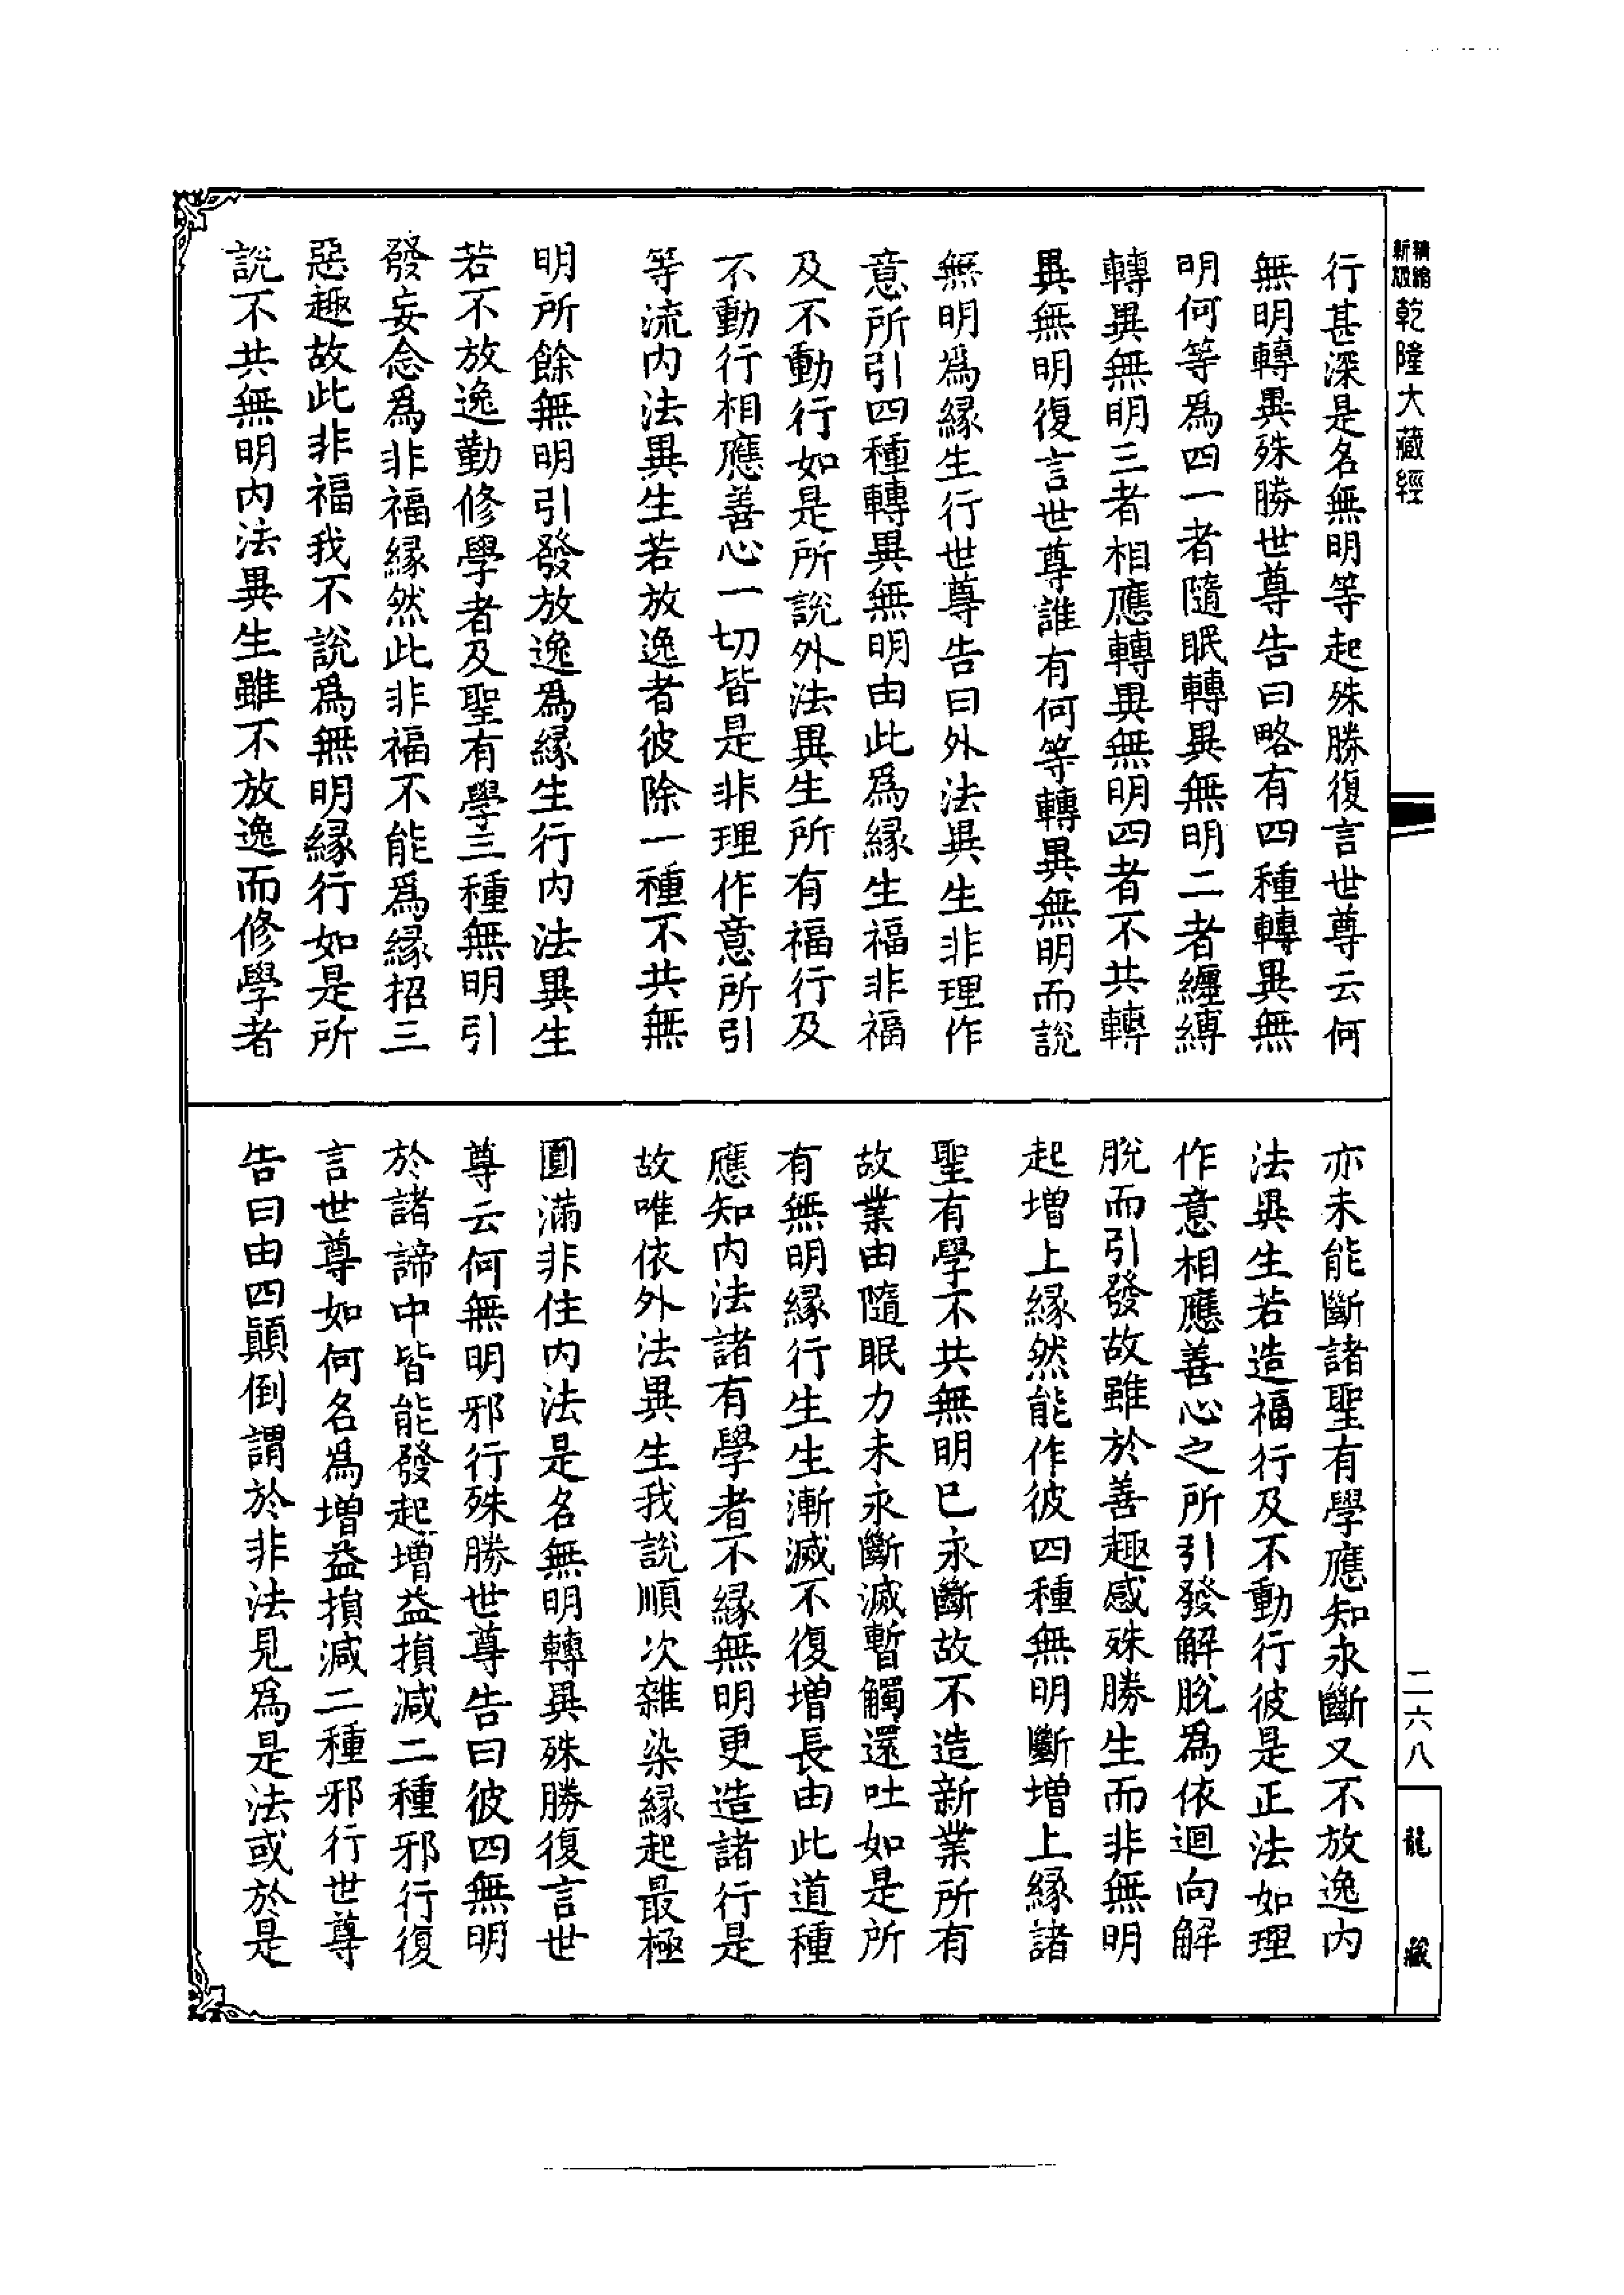 精縮
新版
乾隆大藏經
行甚深是名無明等起殊勝復言世尊云何
無明轉異殊勝世尊告曰略有四種轉異無
明何等為四一者隨眠轉異無明二者纏縛
轉異無明三者相應轉異無明四者不共轉
異無明復言世尊誰有何等轉異無明而說
無明爲緣生行世尊告曰外法異生非理作
意所引四種轉異無明由此爲緣生福非福
及不動行如是所說外法異生所有福行及
不動行相應善心一切皆是非理作意所引
等流内法異生若放逸者彼除一種不共無
明所餘無明引發放逸爲緣生行内法異生
若不放逸勤修學者及聖有學三種無明引
發妄念爲非福緣然此非福不能爲緣招三
惡趣故此非福我不說爲無明緣行如是所
說不共無明内法異生雖不放逸而修學者
亦未能斷諸聖有學應知永斷又不放逸内
法異生若造福行及不動行彼是正法如理
作意相應善心之所引發解脫爲依迴向解
脫而引發故雖於善趣感殊勝生而非無明
起增上緣然能作彼四種無明斷增上緣諸
聖有學不共無明已永斷故不造新業所有
故業由隨眠力未永斷滅暫觸還吐如是所
有無明緣行生生漸滅不復增長由此道種
應知内法諸有學者不緣無明更造諸行是
故唯依外法異生我說順次雜染緣起最極
圓滿非住内法是名無明轉異殊勝復言世
尊云何無明邪行殊勝世尊告曰彼四無明
於諸諦中皆能發起增益損減二種邪行復
言世尊如何名爲增益損減二種邪行世尊
告曰由四顛倒謂於非法見爲是法或於是
二六八
龍藏